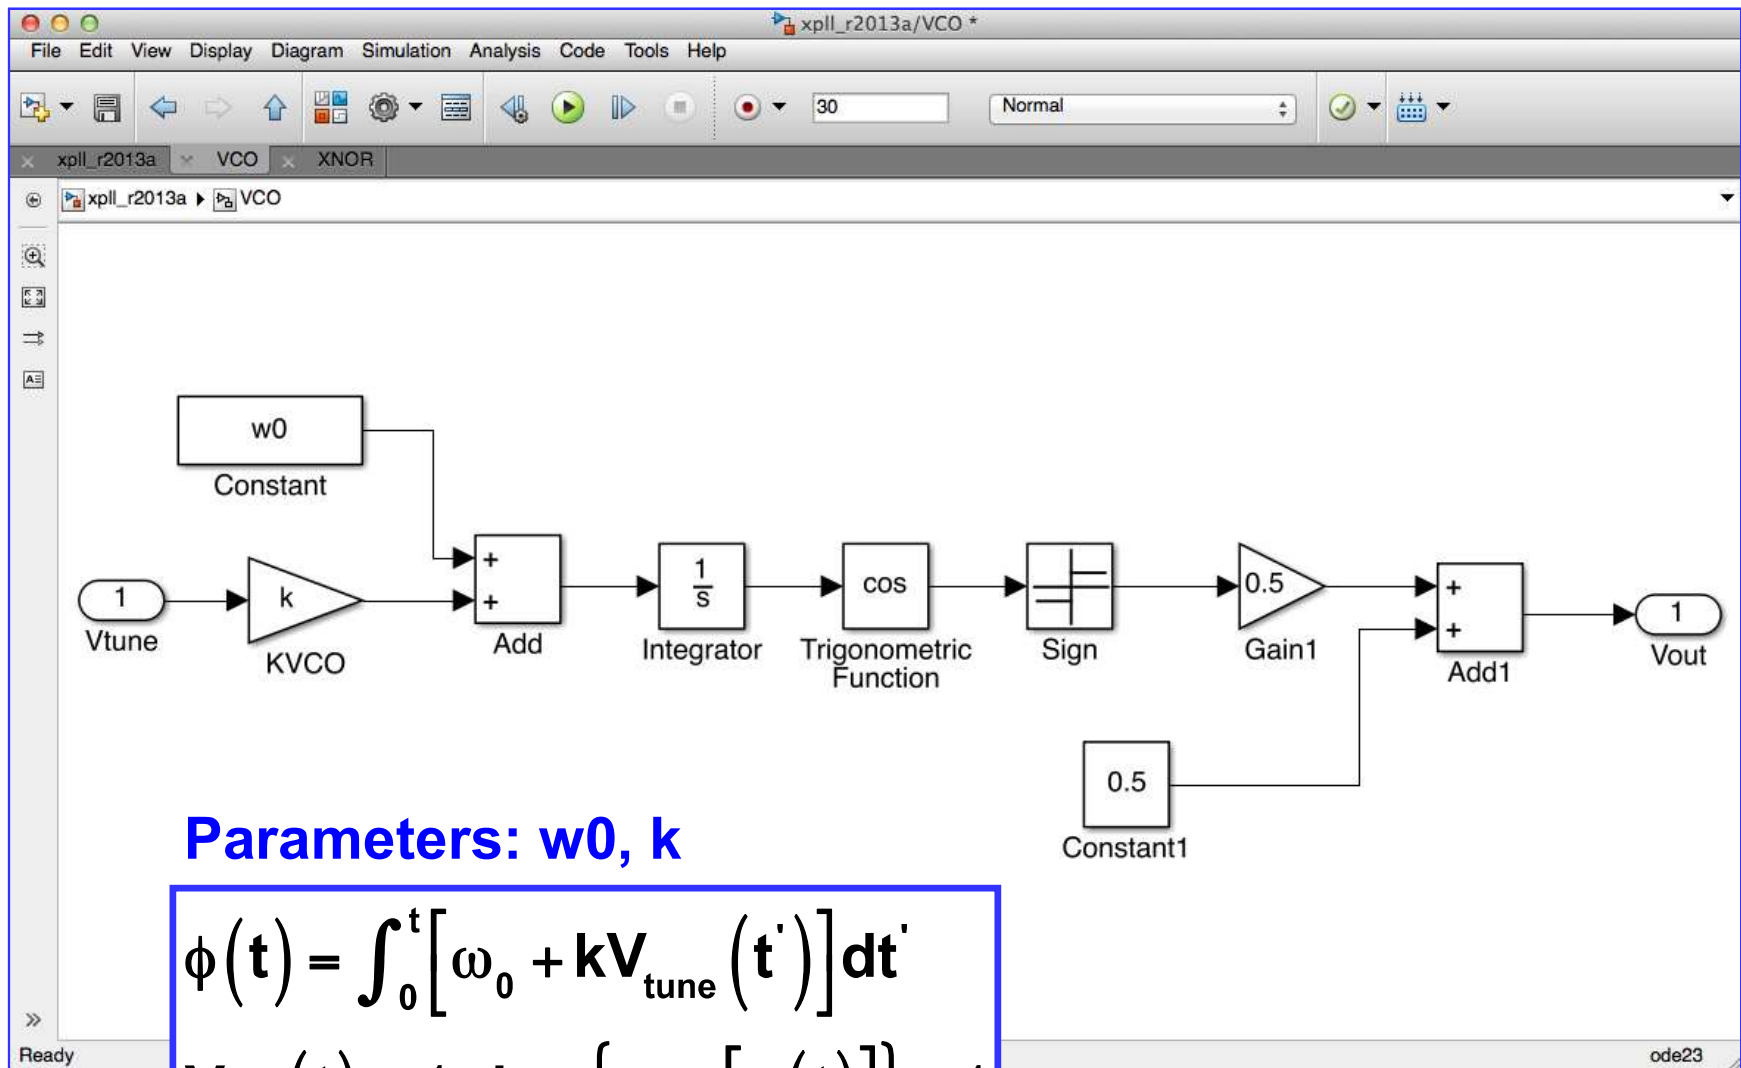 xpll_r2013a/VCO *
File Edit View Display Diagram Simulation Analysis Code Tools Help
30 Normal
xpll_r2013a VCO XNOR
xpll_r2013a VCO
w0
Constant
1
Vtune
k
KVCO
+
+
Add
1
s
Integrator
cos
Trigonometric
Function
Sign
0.5
Gain1
+
+
Add1
1
Vout
0.5
Constant1
Parameters: w0, k
ϕ(t) = ∫₀ᵗ[ω₀ + kV_tune(t')]dt'
Ready ode23